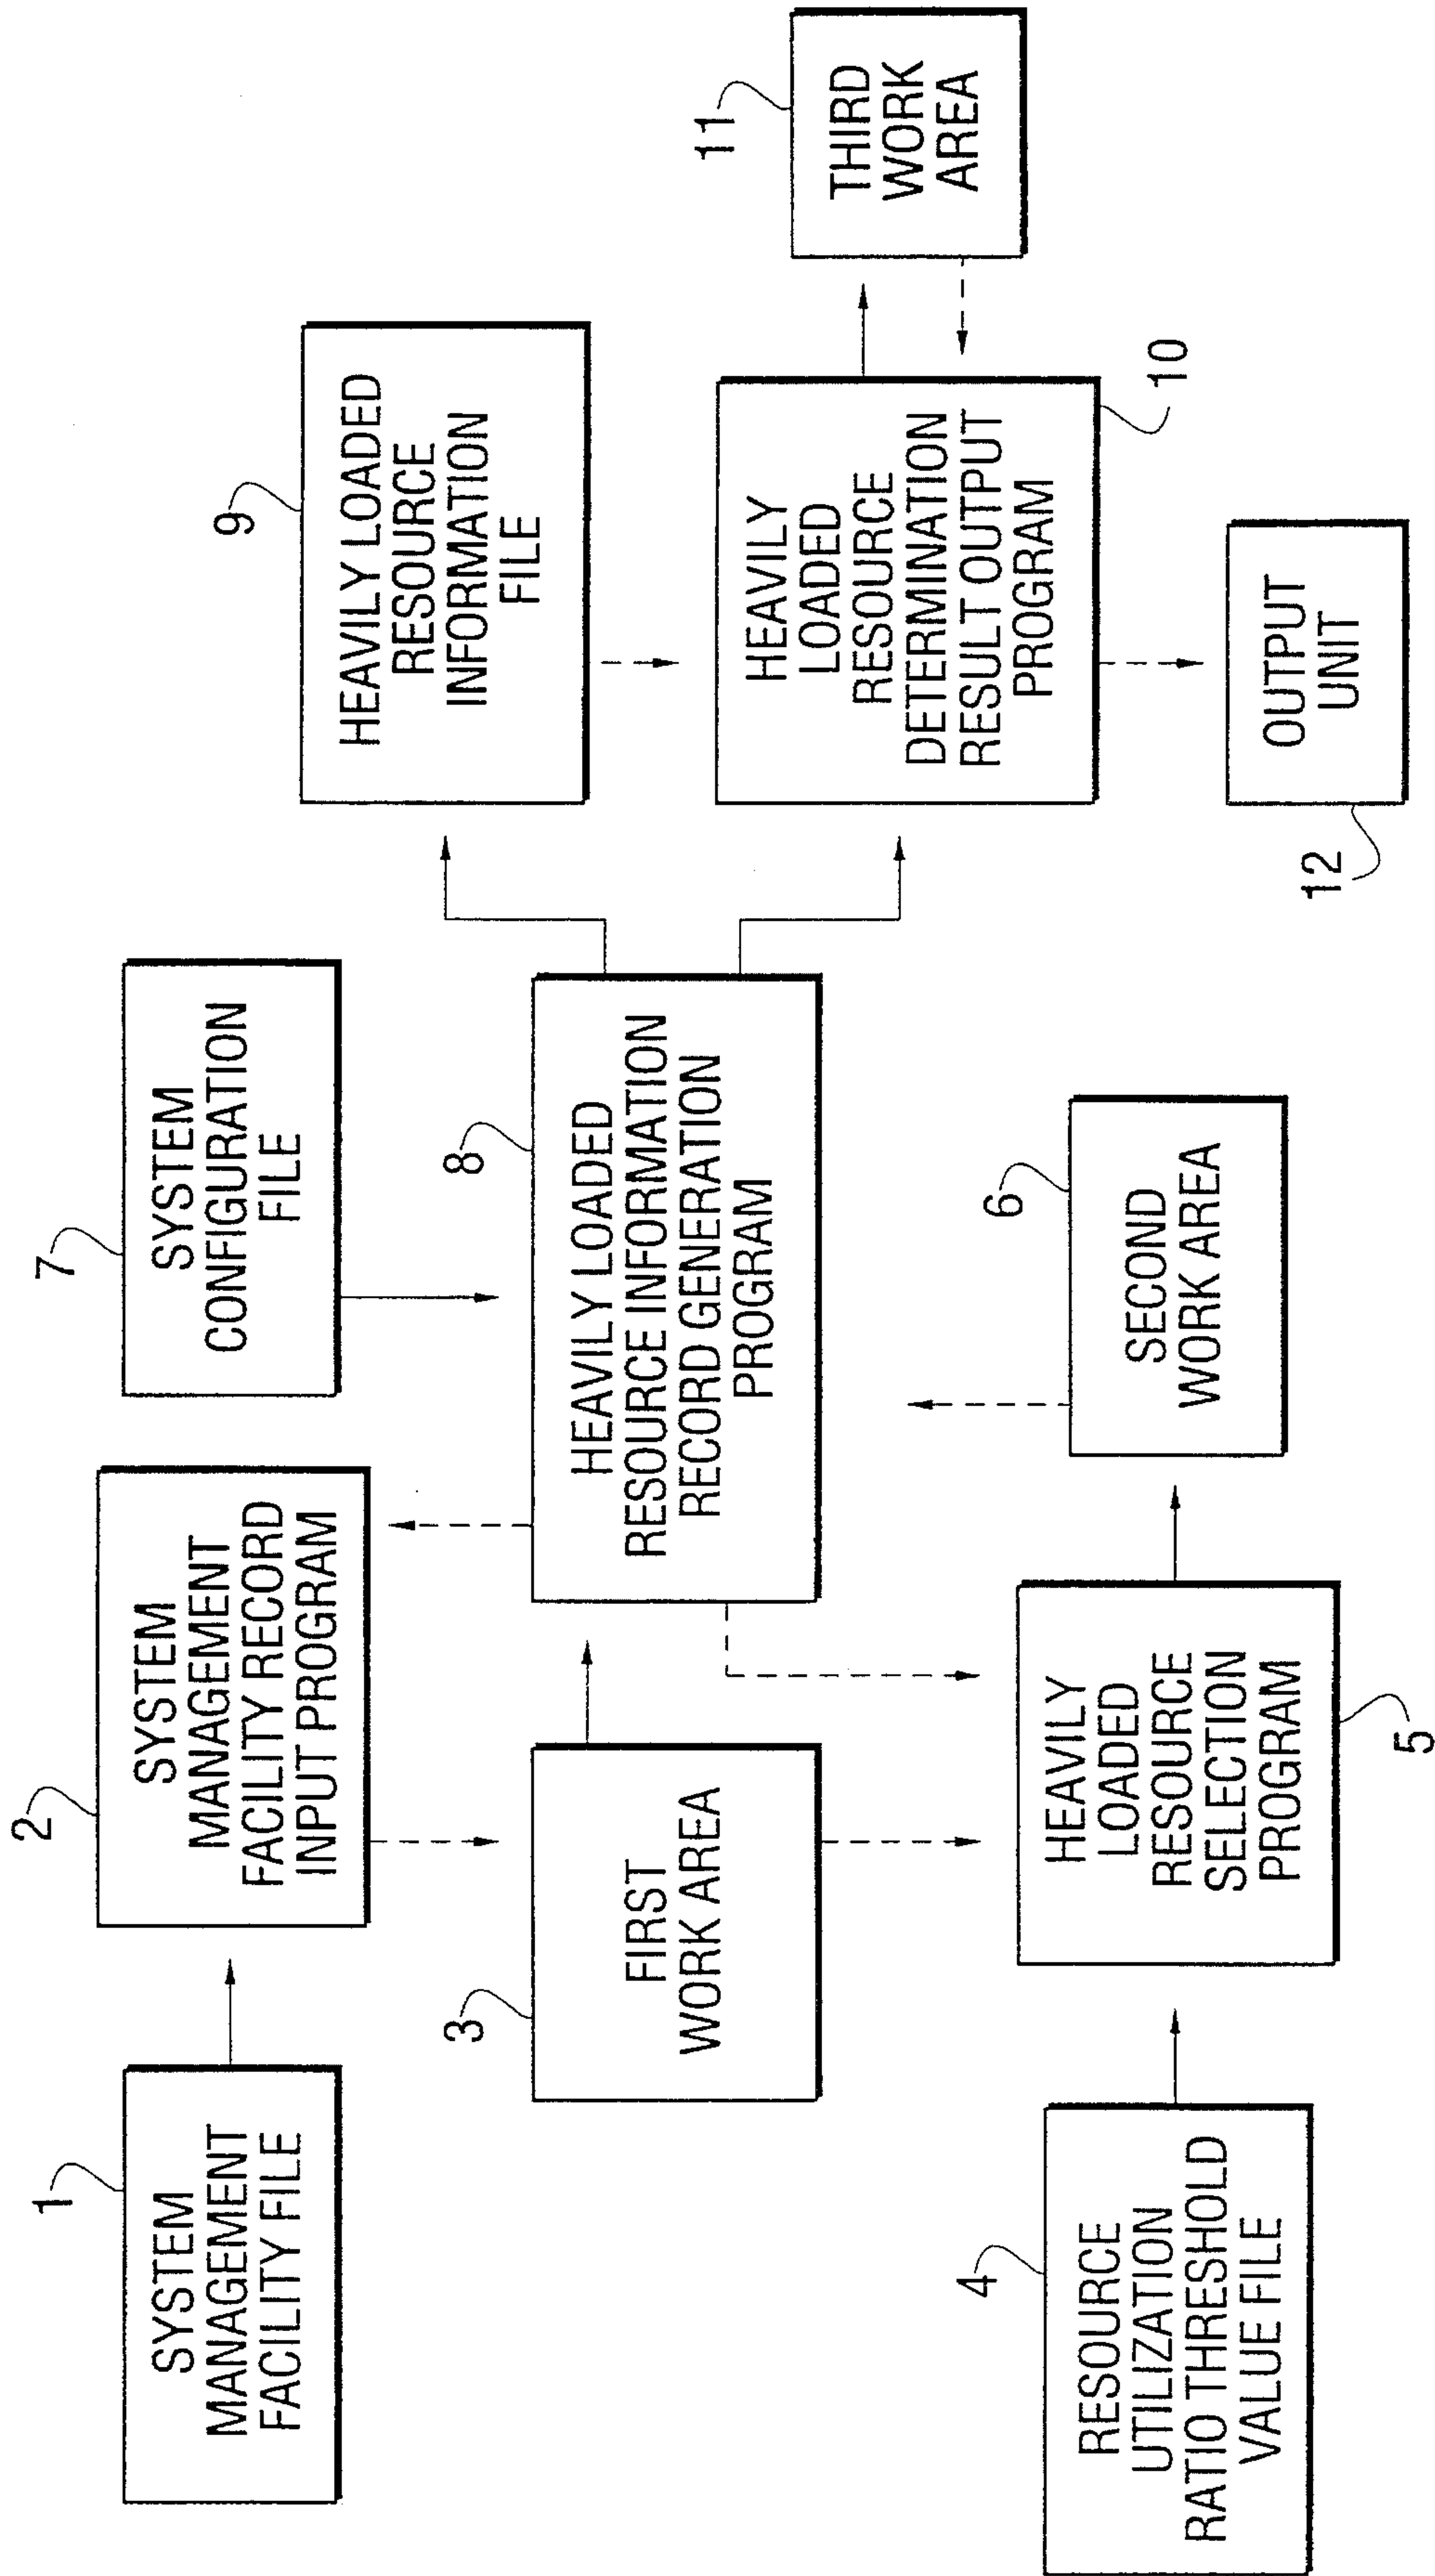 1
SYSTEM
MANAGEMENT
FACILITY FILE
2
SYSTEM
MANAGEMENT
FACILITY RECORD
INPUT PROGRAM
3
FIRST
WORK AREA
4
RESOURCE
UTILIZATION
RATIO THRESHOLD
VALUE FILE
5
HEAVILY
LOADED
RESOURCE
SELECTION
PROGRAM
6
SECOND
WORK AREA
7
SYSTEM
CONFIGURATION
FILE
8
HEAVILY LOADED
RESOURCE INFORMATION
RECORD GENERATION
PROGRAM
9
HEAVILY LOADED
RESOURCE
INFORMATION
FILE
10
HEAVILY
LOADED
RESOURCE
DETERMINATION
RESULT OUTPUT
PROGRAM
11
THIRD
WORK
AREA
12
OUTPUT
UNIT